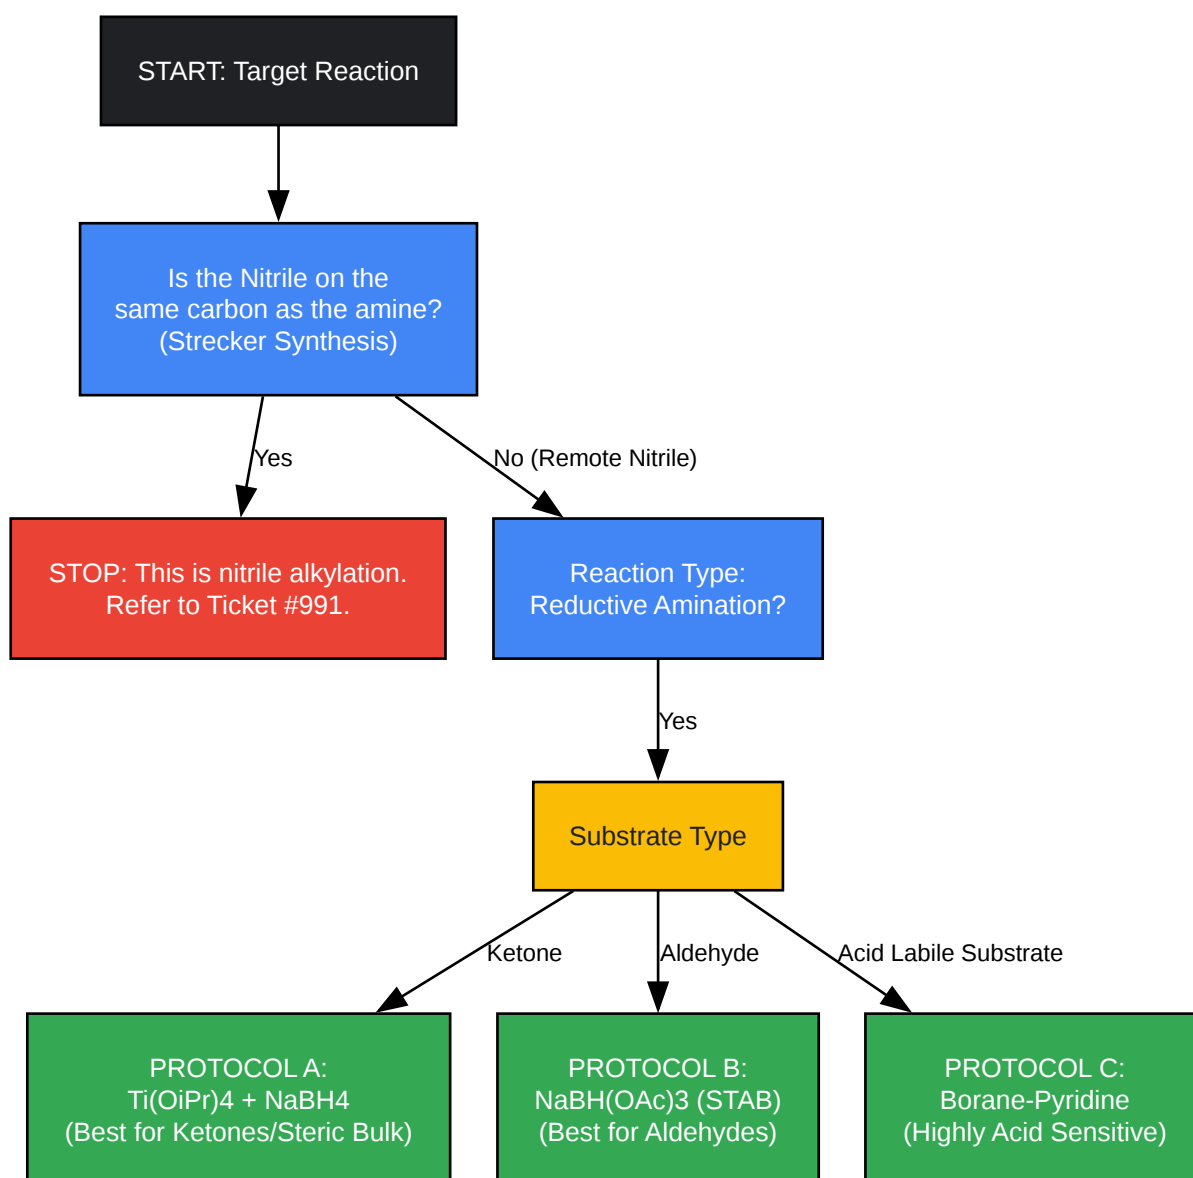 START: Target Reaction
Is the Nitrile on the
same carbon as the amine?
(Strecker Synthesis)
Yes
No (Remote Nitrile)
STOP: This is nitrile alkylation.
Refer to Ticket #991.
Reaction Type:
Reductive Amination?
Yes
Substrate Type
Ketone
Aldehyde
Acid Labile Substrate
PROTOCOL A:
Ti(OiPr)4 + NaBH4
(Best for Ketones/Steric Bulk)
PROTOCOL B:
NaBH(OAc)3 (STAB)
(Best for Aldehydes)
PROTOCOL C:
Borane-Pyridine
(Highly Acid Sensitive)